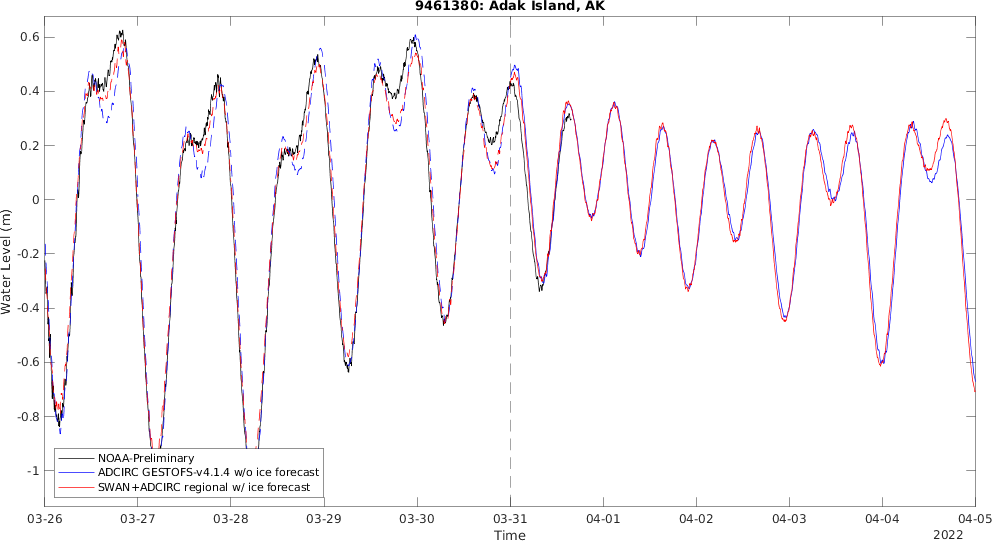 9461380: Adak Island, AK
Water Level (m)
0.6
0.4
0.2
0
-0.2
-0.4
-0.6
-0.8
-1
NOAA-Preliminary
ADCIRC GESTOFS-v4.1.4 w/o ice forecast
SWAN+ADCIRC regional w/ ice forecast
03-26 03-27 03-28 03-29 03-30 03-31 04-01 04-02 04-03 04-04 04-05
Time
2022